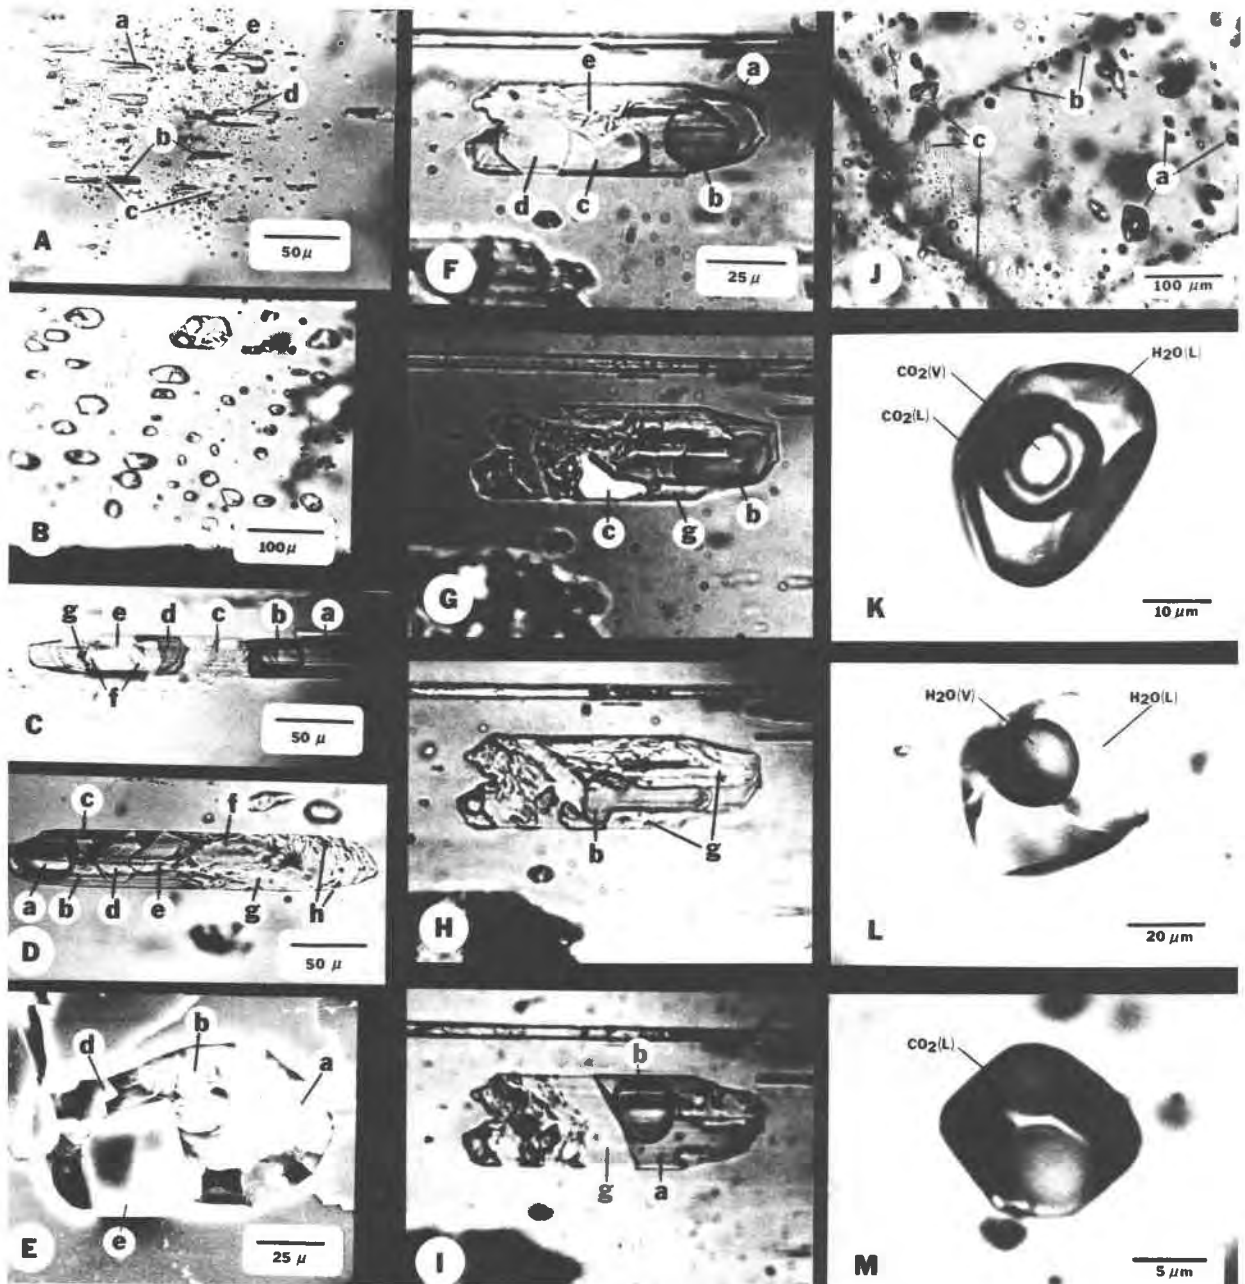 a
e
d
b
c
A
50μ
B
100μ
g e d c b a
f
C
50 μ
c
f
a b d e g h
D
50 μ
b
d
a
e
E
25 μ
a
e
d c b
F
25 μ
c g b
G
b g
H
b
g a
I
b
c
a
J
100 μm
H2O(L)
CO2(V)
CO2(L)
K
10 μm
H2O(V)
H2O(L)
L
20 μm
CO2(L)
M
5 μm